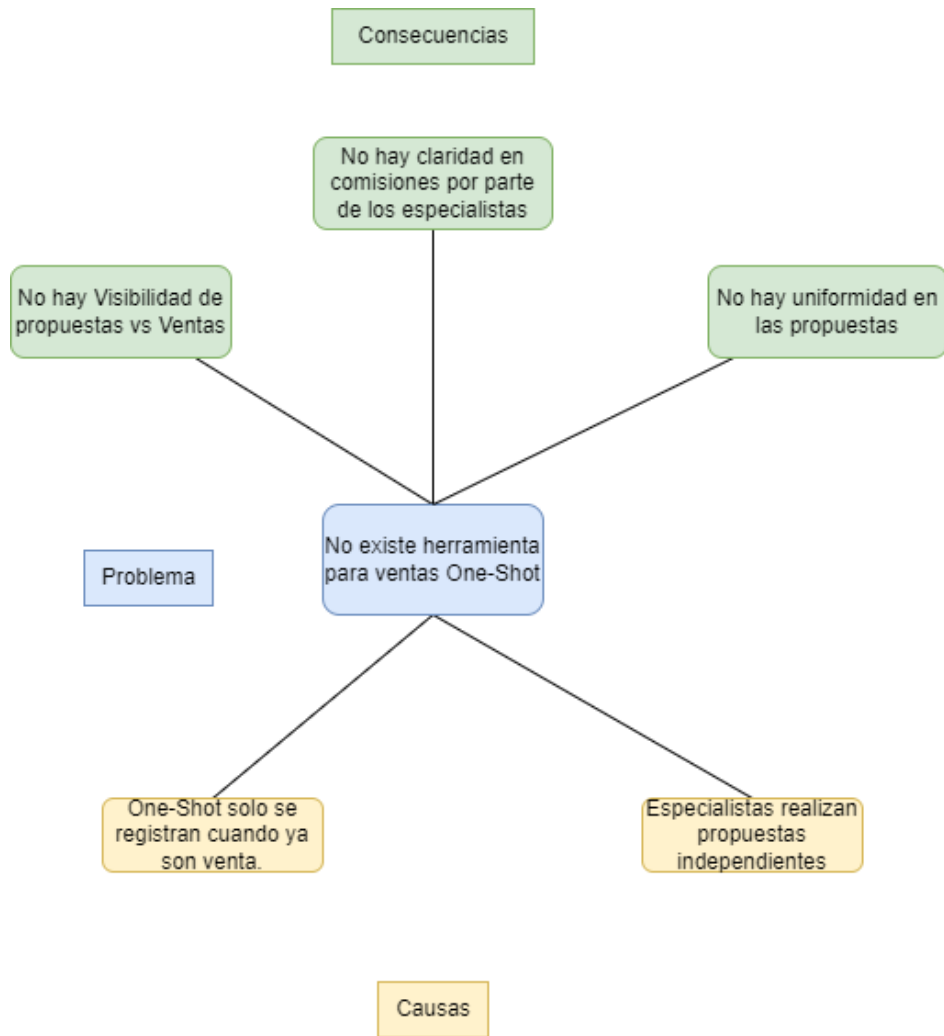 Consecuencias
No hay claridad en
comisiones por parte
de los especialistas
No hay Visibilidad de
propuestas vs Ventas
No hay uniformidad en
las propuestas
No existe herramienta
para ventas One-Shot
Problema
One-Shot solo se
registran cuando ya
son venta.
Especialistas realizan
propuestas
independientes
Causas